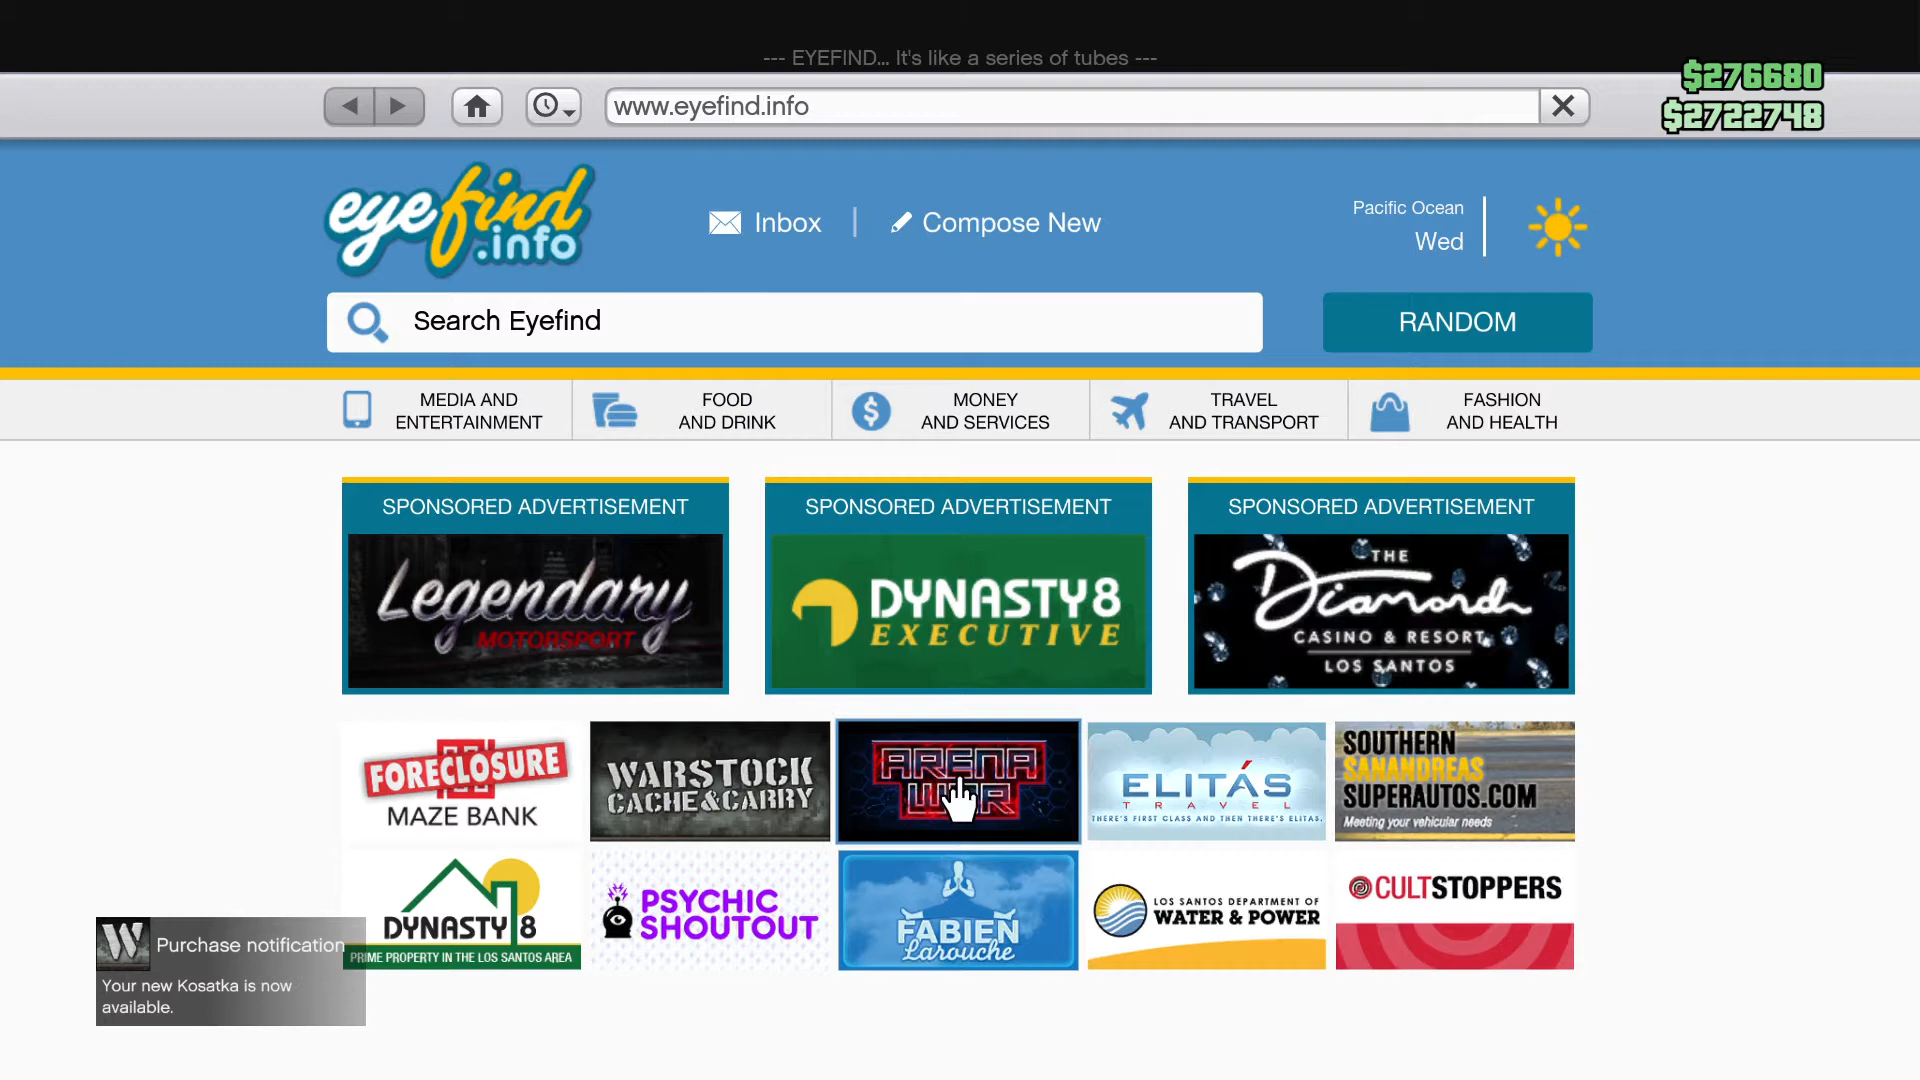 --- EYEFIND... It's like a series of tubes ---
$276680
$2722748
www.eyefind.info
eyefind
.info
Inbox
Compose New
Pacific Ocean
Wed
Search Eyefind
RANDOM
MEDIA AND
ENTERTAINMENT
FOOD
AND DRINK
MONEY
AND SERVICES
TRAVEL
AND TRANSPORT
FASHION
AND HEALTH
SPONSORED ADVERTISEMENT
Legendary
MOTORSPORT
SPONSORED ADVERTISEMENT
DYNASTY8
EXECUTIVE
SPONSORED ADVERTISEMENT
THE
Diamond
CASINO & RESORT
LOS SANTOS
FORECLOSURE
MAZE BANK
WARSTOCK
CACHE&CARRY
ARENA
WAR
ELITÁS
TRAVEL
THERE'S FIRST CLASS AND THEN THERE'S ELITAS.
SOUTHERN
SANANDREAS
SUPERAUTOS.COM
Meeting your vehicular needs
DYNASTY 8
PRIME PROPERTY IN THE LOS SANTOS AREA
PSYCHIC
SHOUTOUT
FABIEN
Larouche
LOS SANTOS DEPARTMENT OF
WATER & POWER
CULTSTOPPERS
W
Purchase notification
Your new Kosatka is now
available.